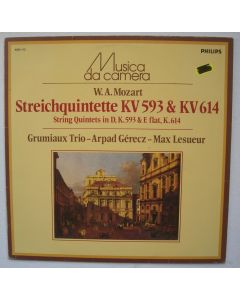 PHILIPS
Musica
da camera
W. A. Mozart
Streichquintette KV 593 & KV 614
String Quintets in D, K. 593 & E flat, K. 614
Grumiaux Trio – Arpad Gérecz – Max Lesueur